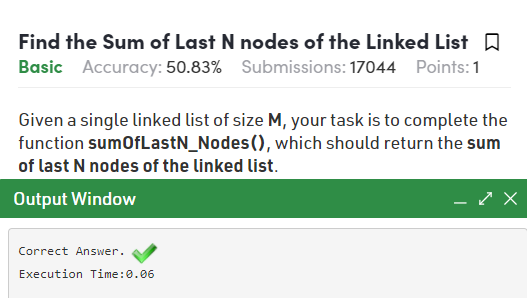 Find the Sum of Last N nodes of the Linked List
Basic Accuracy: 50.83% Submissions: 17044 Points: 1
Given a single linked list of size M, your task is to complete the
function sumOfLastN_Nodes(), which should return the sum
of last N nodes of the linked list.
Output Window
Correct Answer.
Execution Time:0.06